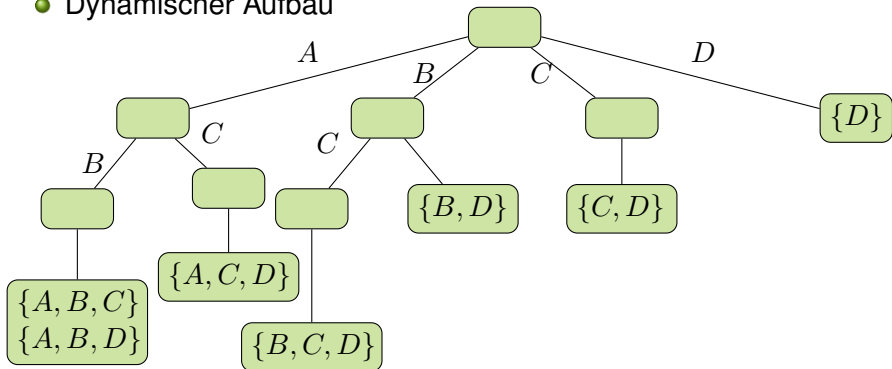 Dynamischer Aufbau
A
B
C
D
{D}
B
C
C
{B, D}
{C, D}
{A, C, D}
{A, B, C}
{A, B, D}
{B, C, D}